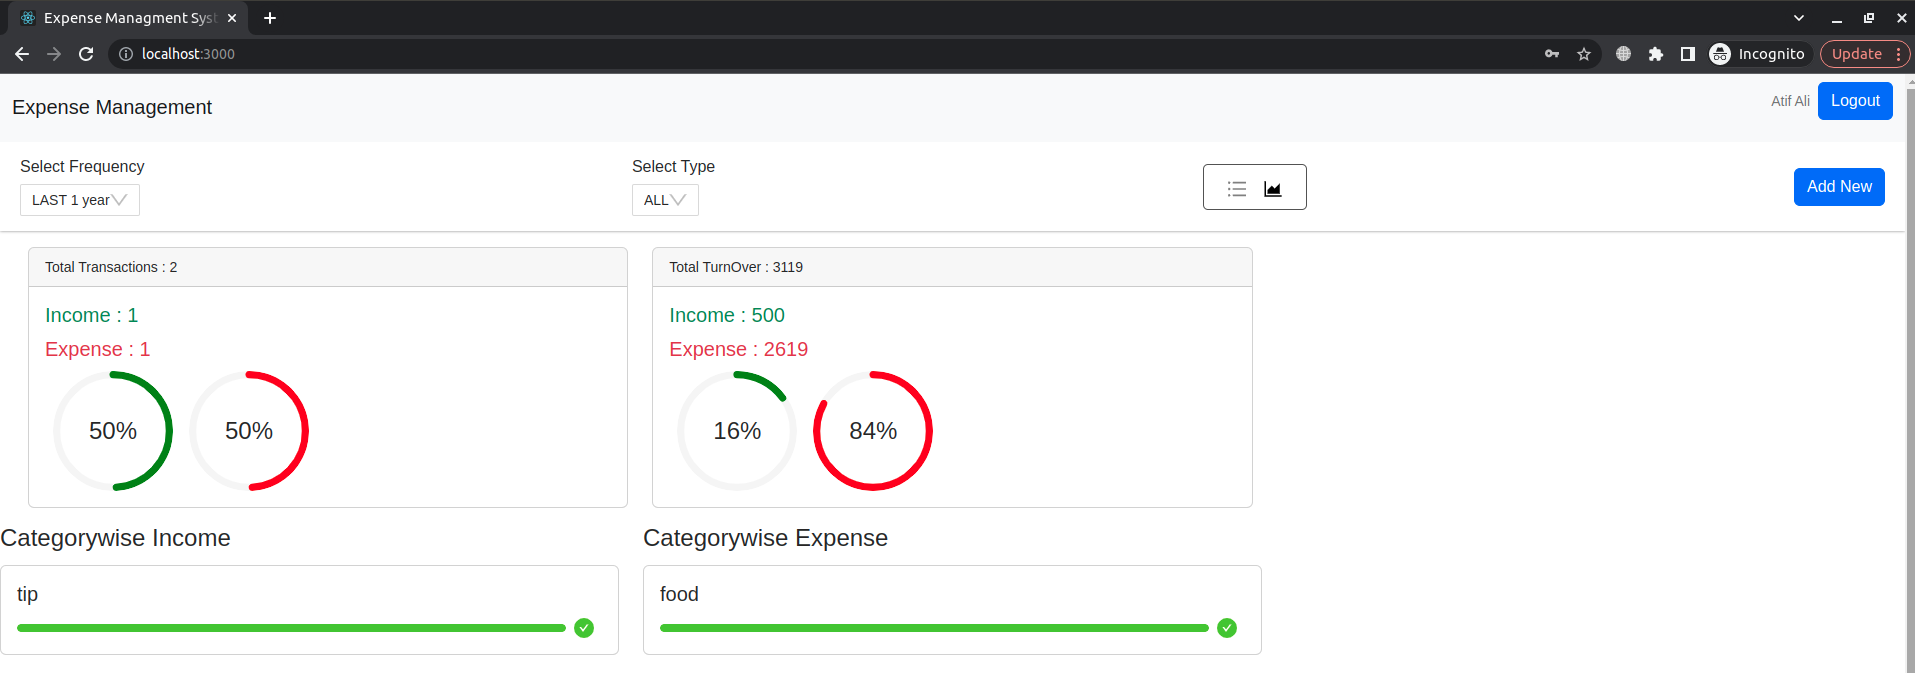 Expense Managment Syst
localhost:3000
Incognito
Update
Expense Management
Atif Ali
Logout
Select Frequency
LAST 1 year
Select Type
ALL
Add New
Total Transactions : 2
Income : 1
Expense : 1
50%
50%
Total TurnOver : 3119
Income : 500
Expense : 2619
16%
84%
Categorywise Income
tip
Categorywise Expense
food